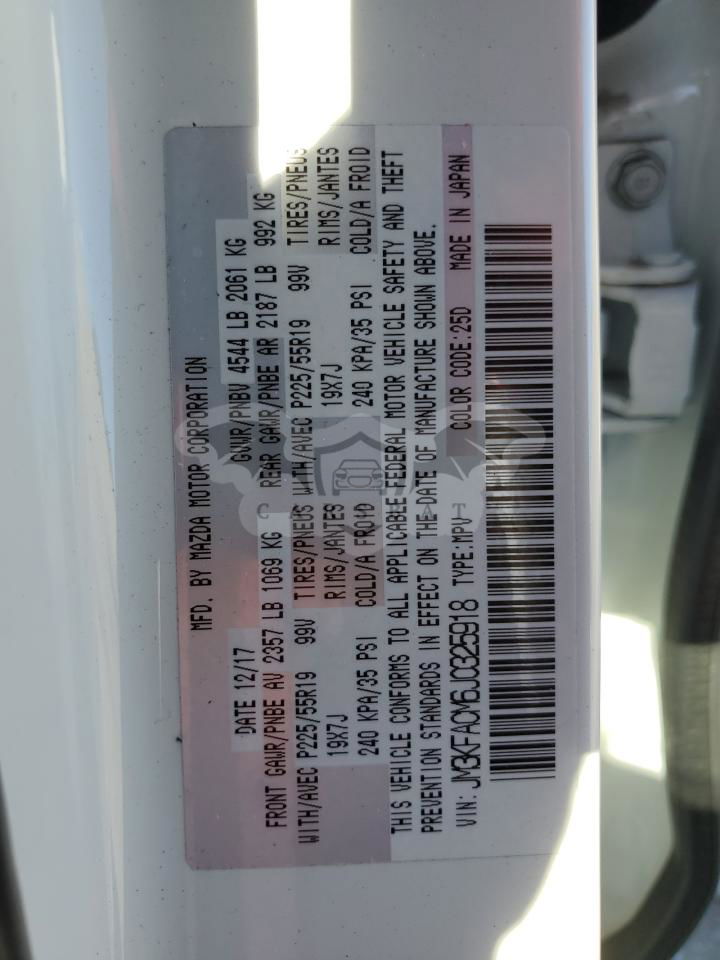 MFD. BY MAZDA MOTOR CORPORATION
DATE 12/17 GVWR/PNBV 4544 LB 2061 KG
FRONT GAWR/PNBE AV 2357 LB 1069 KG REAR GAWR/PNBE AR 2187 LB 992 KG
WITH/AVEC P225/55R19 99V TIRES/PNEUS WITH/AVEC P225/55R19 99V TIRES/PNEUS
19X7J RIMS/JANTES 19X7J RIMS/JANTES
240 KPA/35 PSI COLD/A FROID 240 KPA/35 PSI COLD/A FROID
THIS VEHICLE CONFORMS TO ALL APPLICABLE FEDERAL MOTOR VEHICLE SAFETY AND THEFT
PREVENTION STANDARDS IN EFFECT ON THE DATE OF MANUFACTURE SHOWN ABOVE.
VIN: JM3KFACM6J0325918 TYPE:MPV COLOR CODE:25D MADE IN JAPAN